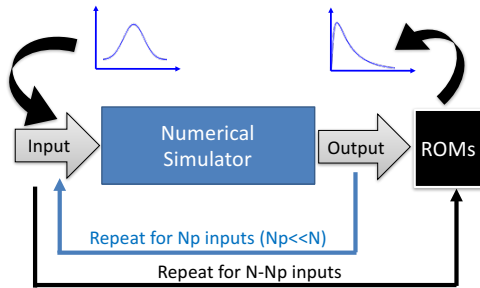 Input
Numerical
Simulator
Output
ROMs
Repeat for Np inputs (Np<<N)
Repeat for N-Np inputs